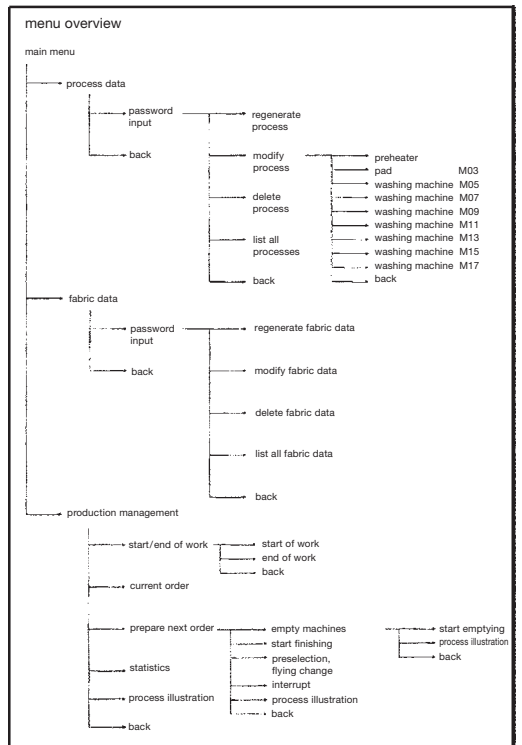 menu overview
main menu
process data
password
input
regenerate
process
back
modify
process
preheater
pad M03
washing machine M05
washing machine M07
washing machine M09
washing machine M11
washing machine M13
washing machine M15
washing machine M17
back
delete
process
list all
processes
back
fabric data
password
input
regenerate fabric data
back
modify fabric data
delete fabric data
list all fabric data
back
production management
start/end of work
start of work
end of work
back
current order
prepare next order
empty machines
start emptying
process illustration
back
start finishing
preselection,
flying change
interrupt
process illustration
back
statistics
process illustration
back